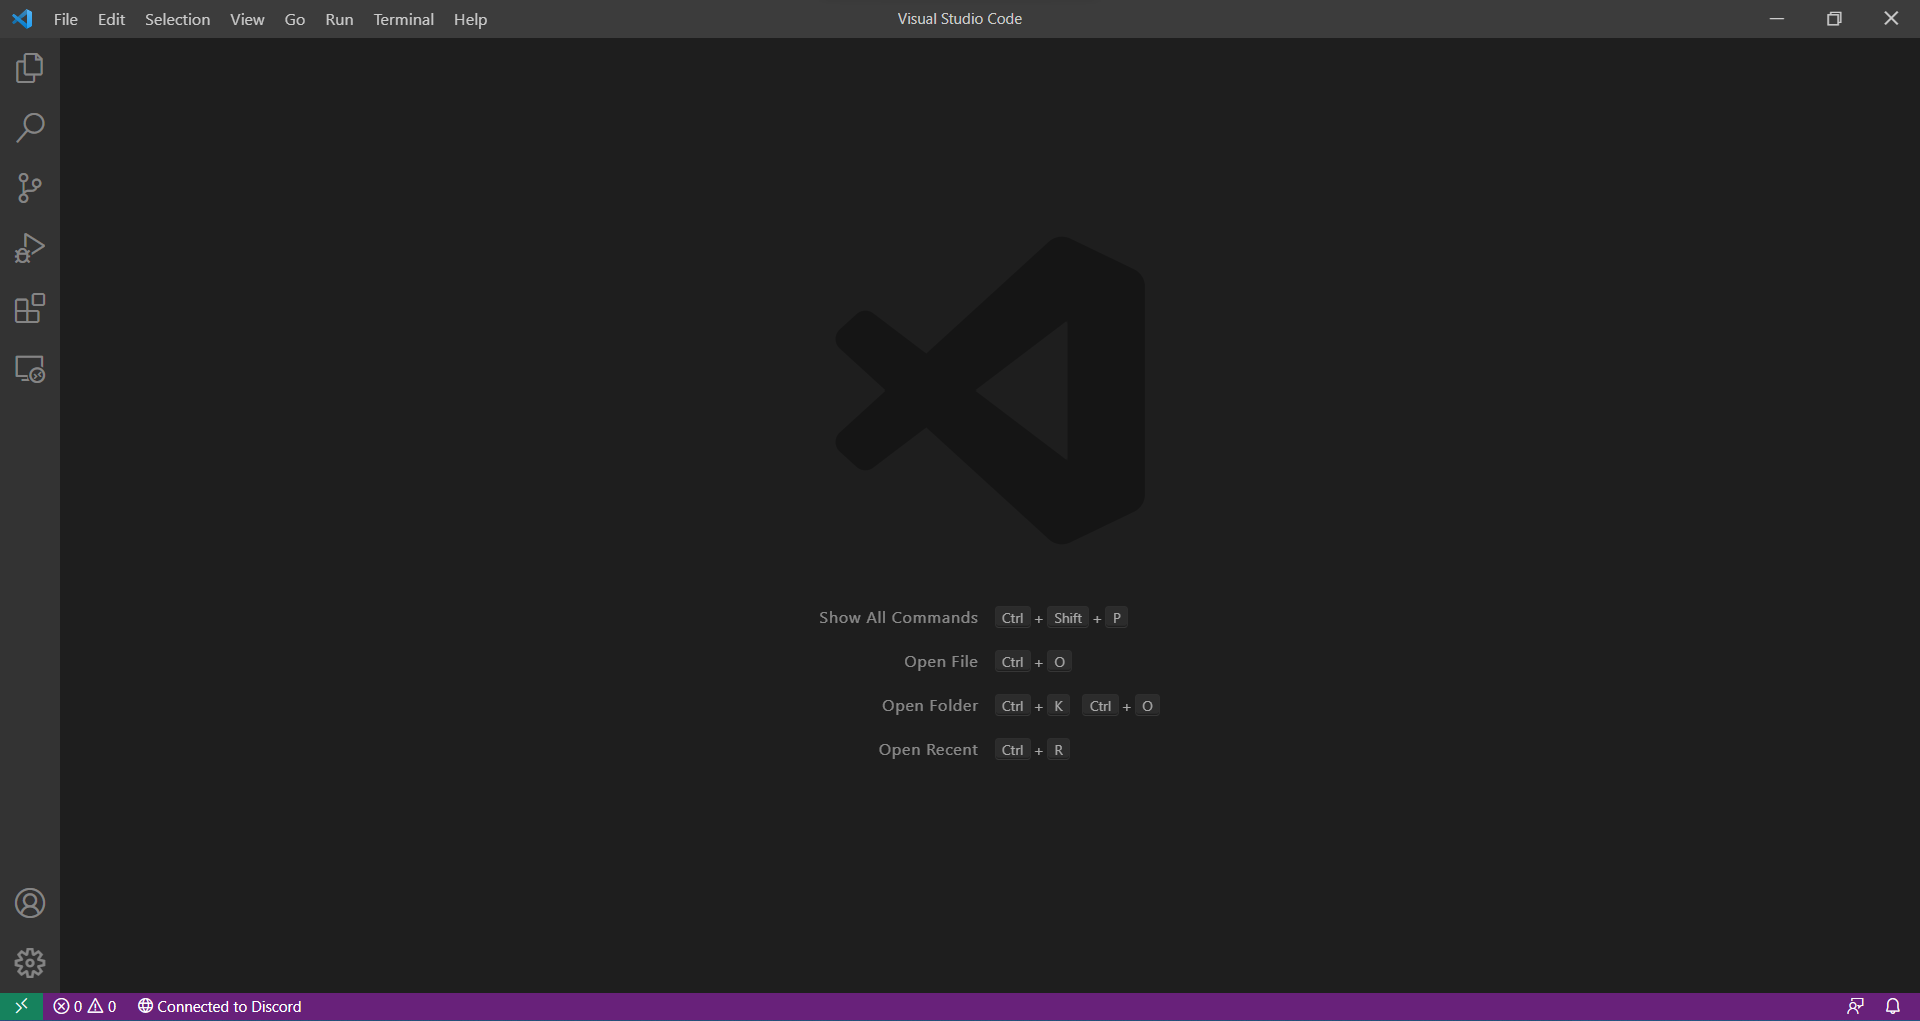 File Edit Selection View Go Run Terminal Help Visual Studio Code
Show All Commands Ctrl + Shift + P
Open File Ctrl + O
Open Folder Ctrl + K Ctrl + O
Open Recent Ctrl + R
0 0 Connected to Discord